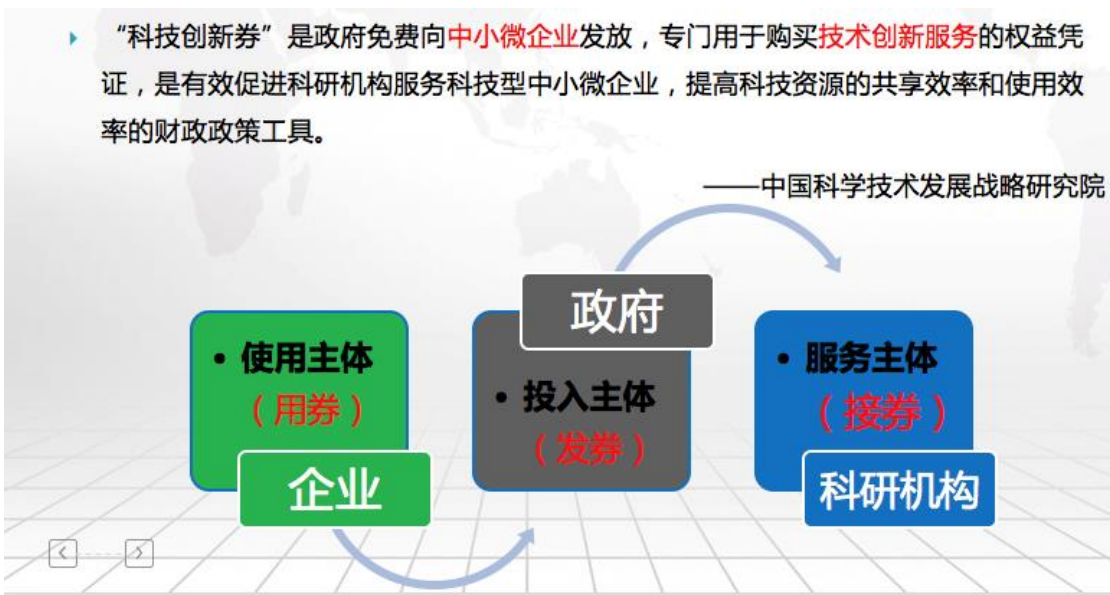 “科技创新券”是政府免费向中小微企业发放，专门用于购买技术创新服务的权益凭
证，是有效促进科研机构服务科技型中小微企业，提高科技资源的共享效率和使用效
率的财政政策工具。
——中国科学技术发展战略研究院
• 使用主体
（用券）
企业
政府
• 投入主体
（发券）
• 服务主体
（接券）
科研机构